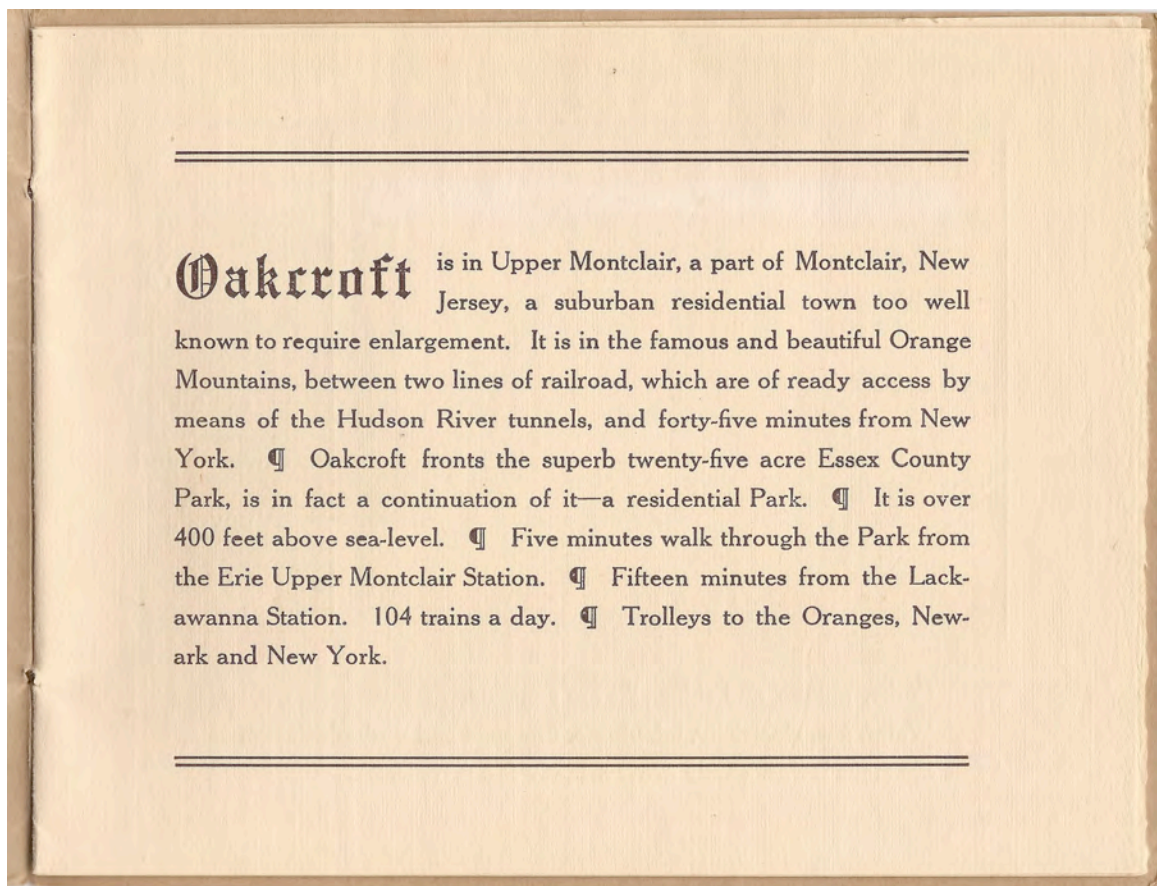 Oakcroft is in Upper Montclair, a part of Montclair, New
Jersey, a suburban residential town too well
known to require enlargement. It is in the famous and beautiful Orange
Mountains, between two lines of railroad, which are of ready access by
means of the Hudson River tunnels, and forty-five minutes from New
York. ¶ Oakcroft fronts the superb twenty-five acre Essex County
Park, is in fact a continuation of it—a residential Park. ¶ It is over
400 feet above sea-level. ¶ Five minutes walk through the Park from
the Erie Upper Montclair Station. ¶ Fifteen minutes from the Lack-
awanna Station. 104 trains a day. ¶ Trolleys to the Oranges, New-
ark and New York.